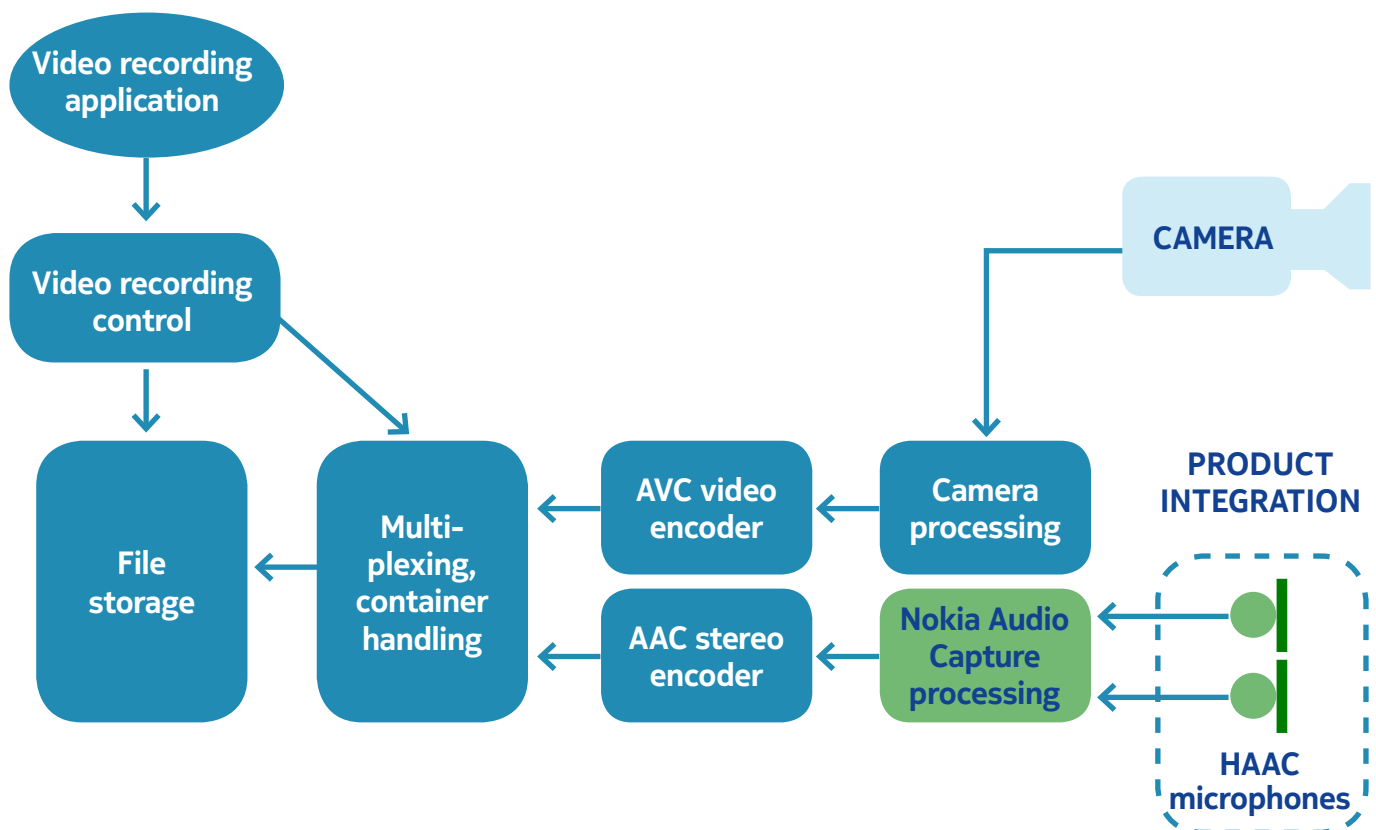 Video recording
application
CAMERA
Video recording
control
PRODUCT
INTEGRATION
File
storage
Multi-
plexing,
container
handling
AVC video
encoder
Camera
processing
AAC stereo
encoder
Nokia Audio
Capture
processing
HAAC
microphones